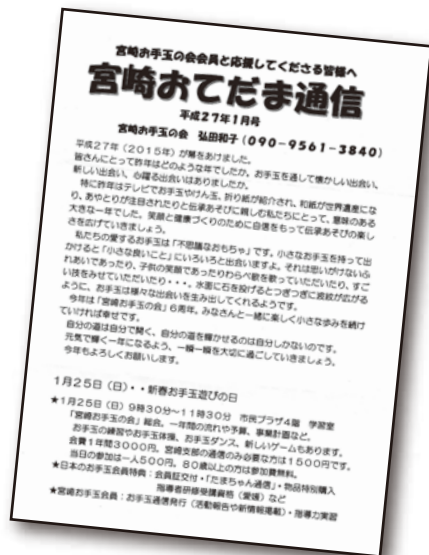 宮崎お手玉の会会員と応援してくださる皆様へ
宮崎おてだま通信
平成27年1月号
宮崎お手玉の会　弘田和子(090-9561-3840)
平成27年(2015年)が幕をあけました。
皆さんにとって昨年はどのような年でしたか。お手玉を通して懐かしい出会い、
新しい出会い、心躍る出会いはありましたか。
特に昨年はテレビでお手玉やけん玉、折り紙が紹介され、和紙が世界遺産にな
り、あやとりが注目されたりと伝承あそびに親しむ私たちにとって、意味のある
大きな一年でした。笑顔と健康づくりのために自信をもって伝承あそびの楽し
さを広げていきましょう。
私たちの愛するお手玉は「不思議なおもちゃ」です。小さなお手玉を持って出
かけると「小さな良いこと」にいろいろと出会いますよ。それは思いがけないふ
れあいであったり、子供の笑顔であったりわらべ歌を歌っていただいたり、すご
い技をみせていただいたり・・・。水面に石を投げるとつぎつぎに波紋が広がる
ように、お手玉は様々な出会いを生み出してくれるようです。
今年は「宮崎お手玉の会」6周年。みなさんと一緒に楽しく小さな歩みを続け
ていければ幸せです。
自分の道は自分で開く、自分の道を輝かせるのは自分しかないのです。
元気で輝く一年になるよう、一瞬一瞬を大切に過ごしていきましょう。
今年もよろしくお願いします。
1月25日(日)・・新春お手玉遊びの日
★1月25日(日)9時30分～11時30分　市民プラザ4階　学習室
「宮崎お手玉の会」総会。一年間の流れや予算、事業計画など。
お手玉の練習やお手玉体操、お手玉ダンス。新しいゲームもあります。
会費1年間3000円。宮崎支部の通信のみ必要な方は1500円です。
当日の参加は一人500円。80歳以上の方は参加費無料。
★日本のお手玉会員特典：会員証交付・「たまちゃん通信」・物品特別購入
指導者研修受講資格(愛媛)など
★宮崎お手玉会員：お手玉通信発行(活動報告や新情報掲載)・指導力実習